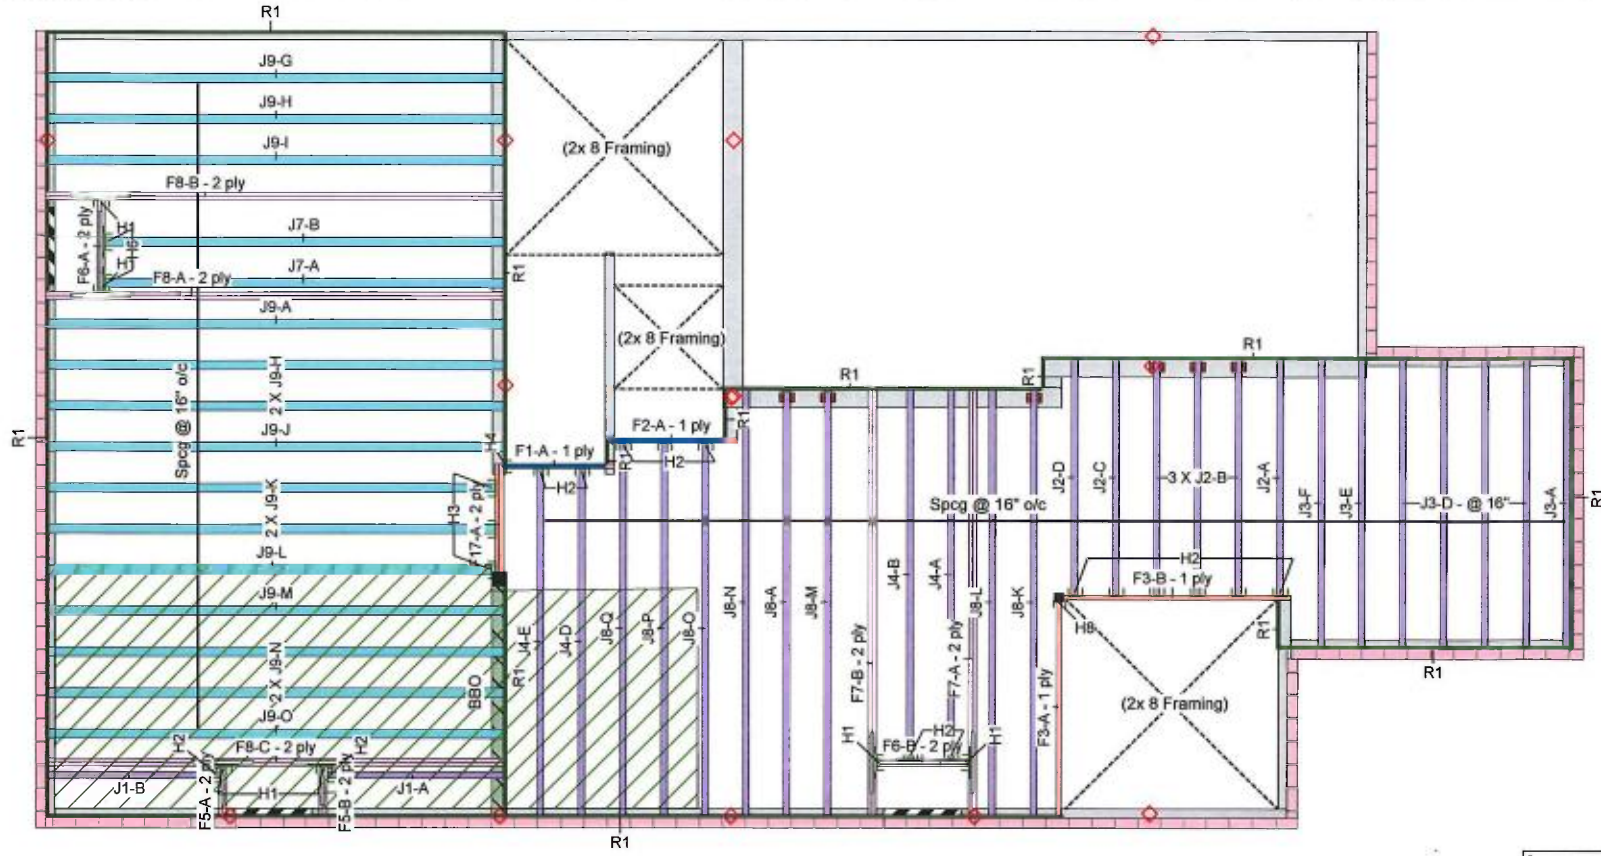 R1
J9-G
J9-H
J9-I
F8-B - 2 ply
F6-A - 2 ply
H1
H6
H1
J7-B
J7-A
F8-A - 2 ply
J9-A
2 X J9-H
J9-J
Spcg @ 16" o/c
R1
2 X J9-K
J9-L
J9-M
2 X J9-N
J9-O
F8-C - 2 ply
H2
H2
J1-B
F5-A - 2 ply
H1
F5-B - 2 ply
J1-A
BBO
R1
H4
H3
F17-A - 2 ply
R1
(2x 8 Framing)
(2x 8 Framing)
F2-A - 1 ply
F1-A - 1 ply
R1
H2
H2
R1
R1
R1
R1
J4-E
J4-D
J8-Q
J8-P
J8-O
J8-N
J8-A
J8-M
F7-B - 2 ply
J4-B
J4-A
F7-A - 2 ply
J8-L
J8-K
Spcg @ 16" o/c
H1
F6-B - 2 ply
H2
H1
F3-A - 1 ply
J2-D
J2-C
3 X J2-B
J2-A
J3-F
J3-E
J3-D - @ 16"
J3-A
R1
H2
F3-B - 1 ply
H8
R1
(2x 8 Framing)
R1
R1